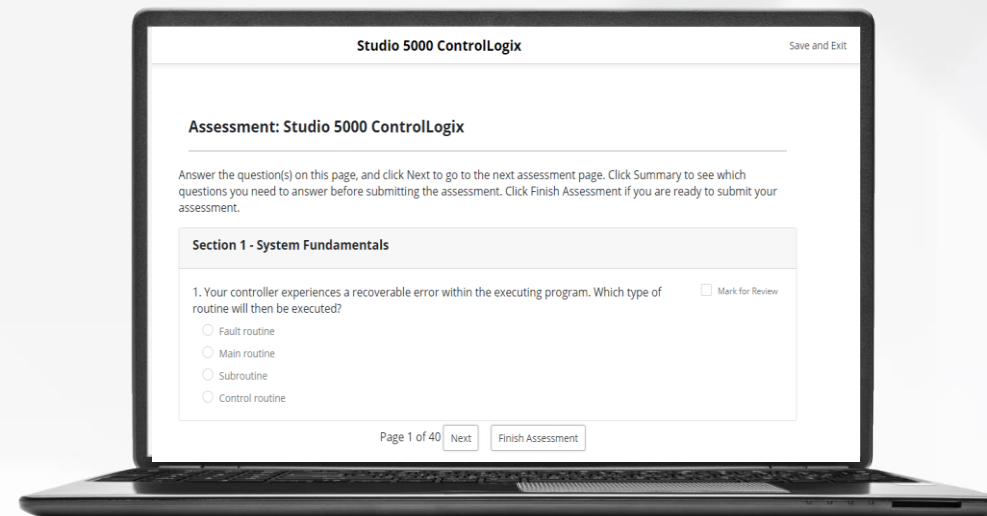 Studio 5000 ControlLogix
Save and Exit
Assessment: Studio 5000 ControlLogix
Answer the question(s) on this page, and click Next to go to the next assessment page. Click Summary to see which
questions you need to answer before submitting the assessment. Click Finish Assessment if you are ready to submit your
assessment.
Section 1 - System Fundamentals
1. Your controller experiences a recoverable error within the executing program. Which type of
routine will then be executed?
Mark for Review
Fault routine
Main routine
Subroutine
Control routine
Page 1 of 40 Next Finish Assessment